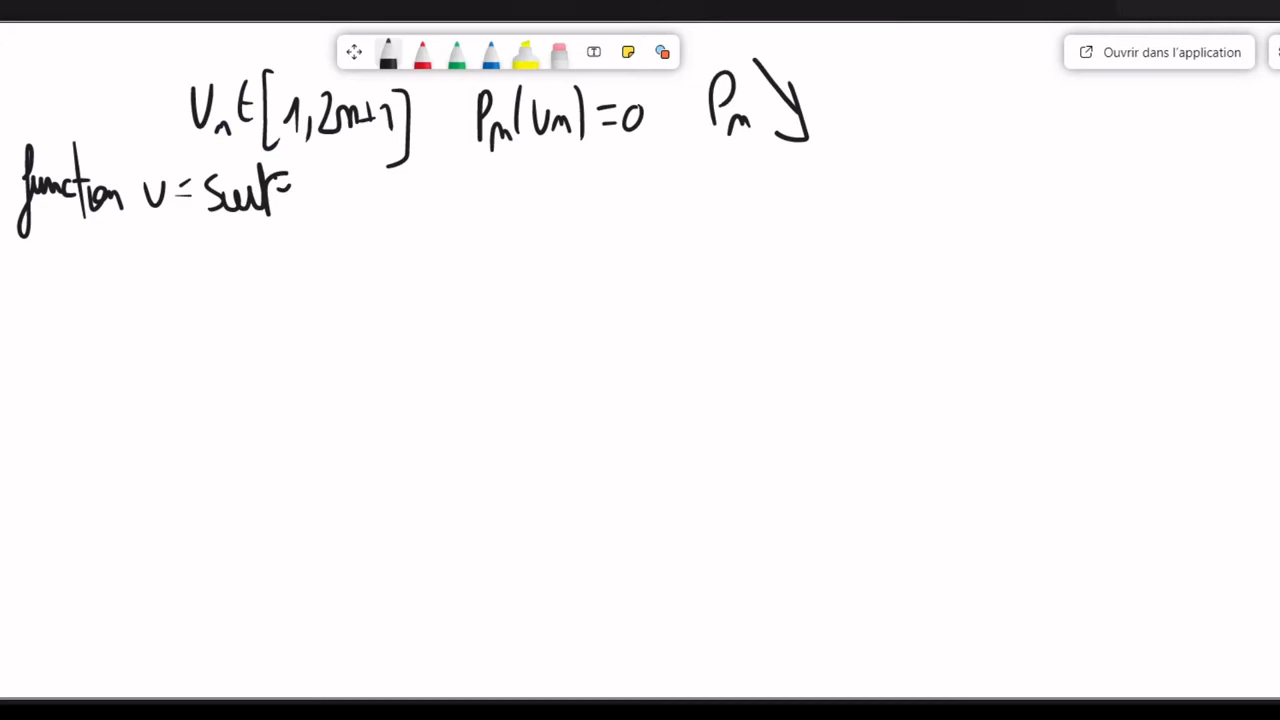 Ouvrir dans l'application
Un ∈ [1, 2n+1] Pn(Un) = 0 Pn ↘
function v = suite